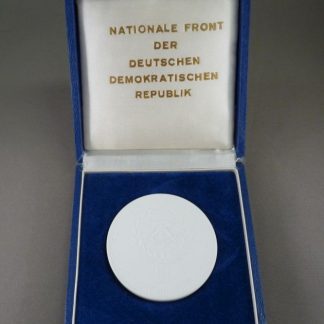 NATIONALE FRONT
DER
DEUTSCHEN
DEMOKRATISCHEN
REPUBLIK